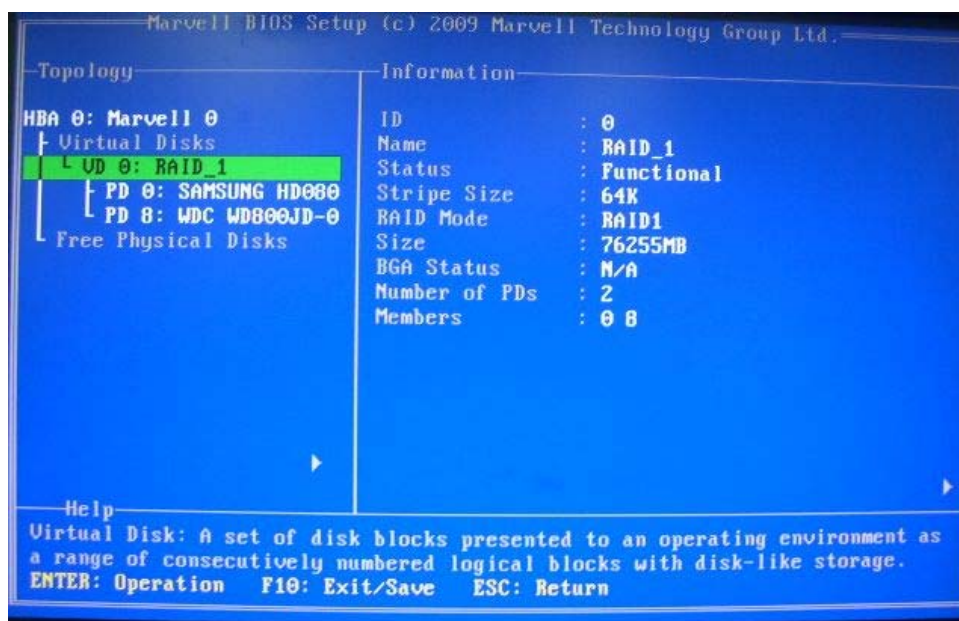 Marvell BIOS Setup (c) 2009 Marvell Technology Group Ltd.
Topology
HBA 0: Marvell 0
Virtual Disks
VD 0: RAID_1
PD 0: SAMSUNG HD080
PD 8: WDC WD800JD-0
Free Physical Disks
Information
ID : 0
Name : RAID_1
Status : Functional
Stripe Size : 64K
RAID Mode : RAID1
Size : 76255MB
BGA Status : N/A
Number of PDs : 2
Members : 0 8
Help
Virtual Disk: A set of disk blocks presented to an operating environment as
a range of consecutively numbered logical blocks with disk-like storage.
ENTER: Operation F10: Exit/Save ESC: Return